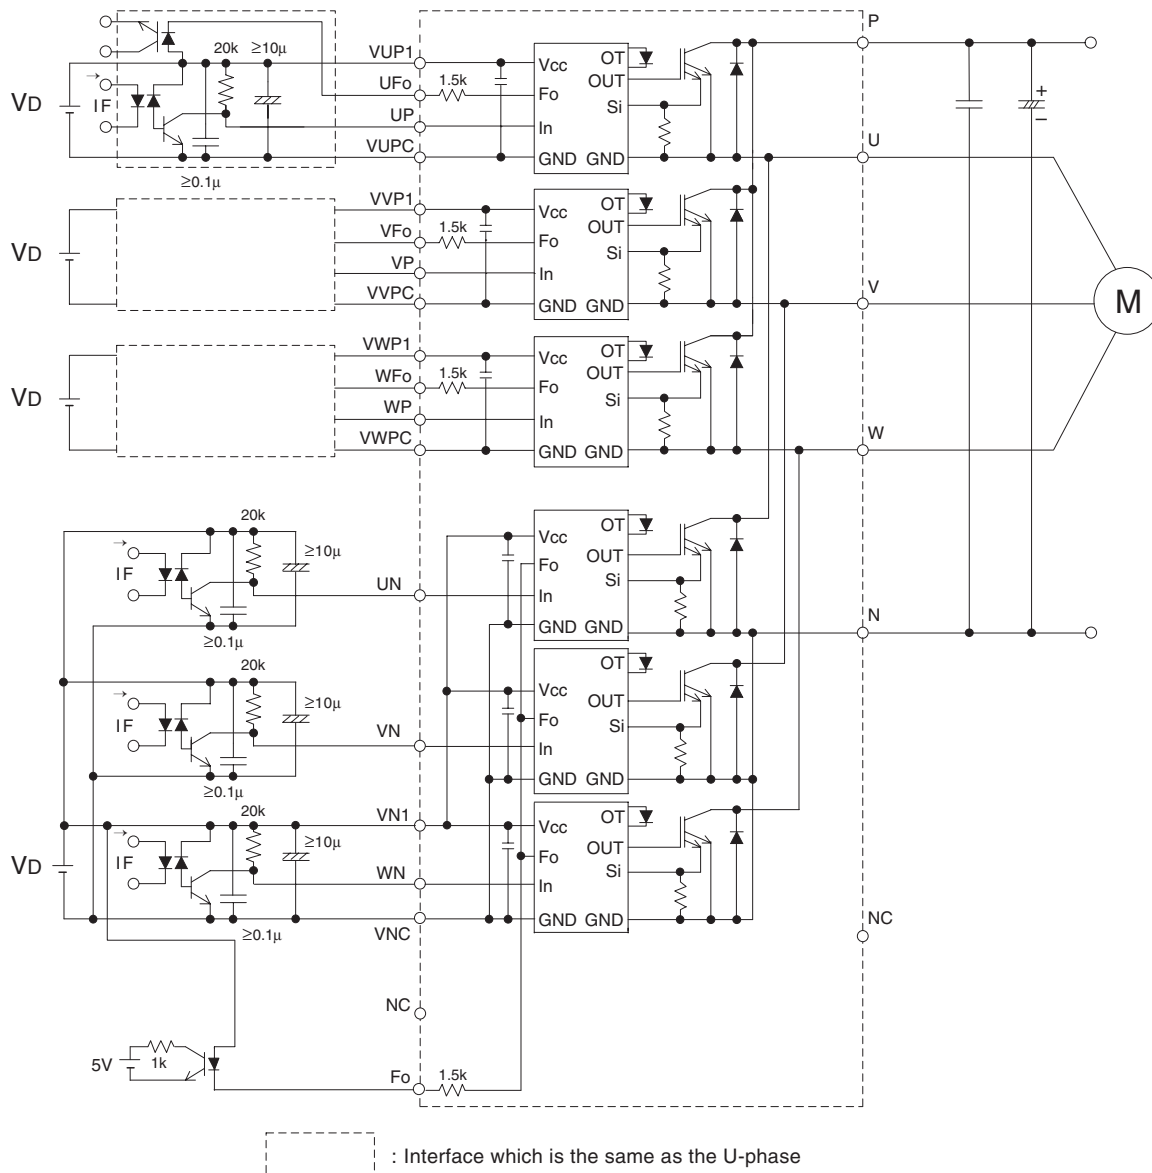 P
20k
≥10µ
VUP1
UFo
1.5k
UP
VUPC
VD
IF
≥0.1µ
Vcc
Fo
In
GND
GND
OT
OUT
Si
+
–
U
VVP1
VFo
1.5k
VP
VVPC
VD
Vcc
Fo
In
GND
GND
OT
OUT
Si
V
M
VWP1
WFo
1.5k
WP
VWPC
VD
Vcc
Fo
In
GND
GND
OT
OUT
Si
W
20k
≥10µ
IF
≥0.1µ
UN
Vcc
Fo
In
GND
GND
OT
OUT
Si
N
20k
≥10µ
IF
≥0.1µ
VN
Vcc
Fo
In
GND
GND
OT
OUT
Si
20k
≥10µ
VD
IF
≥0.1µ
VN1
WN
VNC
Vcc
Fo
In
GND
GND
OT
OUT
Si
NC
NC
5V
1k
Fo
1.5k
: Interface which is the same as the U-phase